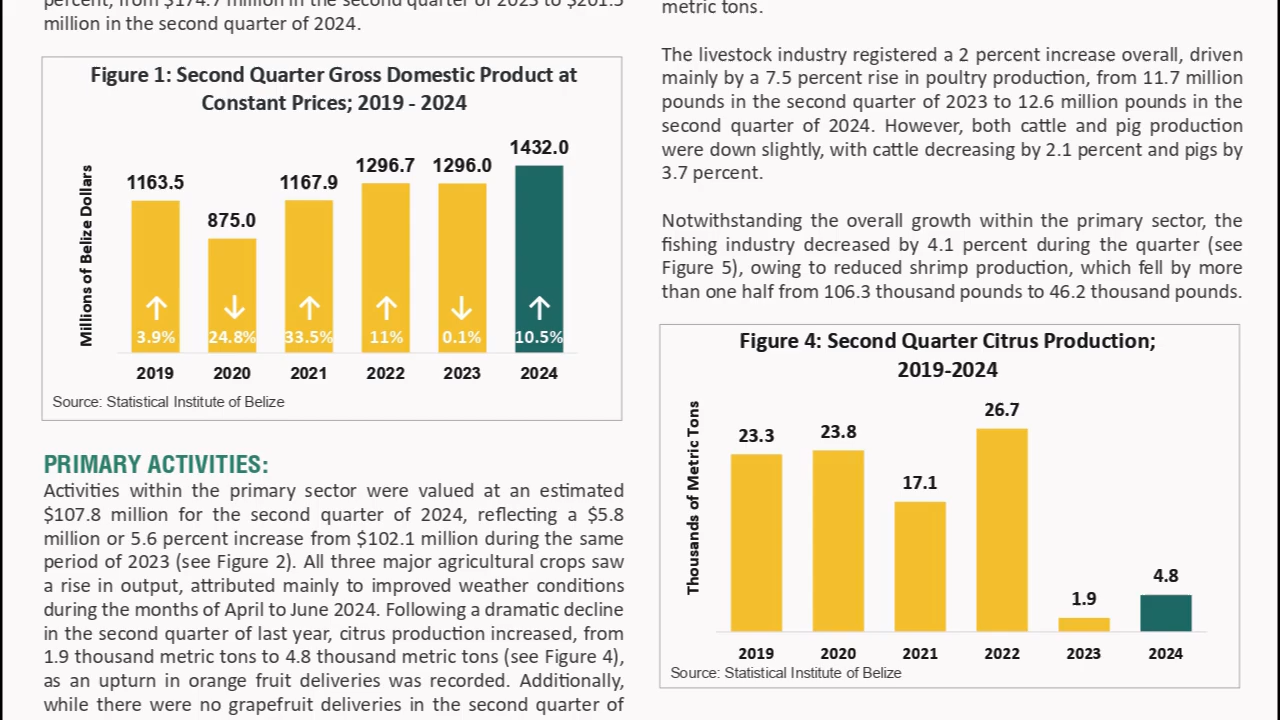 percent, from $174.7 million in the second quarter of 2023 to $201.5
million in the second quarter of 2024.
Figure 1: Second Quarter Gross Domestic Product at
Constant Prices; 2019 - 2024
Millions of Belize Dollars
1163.5 875.0 1167.9 1296.7 1296.0 1432.0
3.9% 24.8% 33.5% 11% 0.1% 10.5%
2019 2020 2021 2022 2023 2024
Source: Statistical Institute of Belize
PRIMARY ACTIVITIES:
Activities within the primary sector were valued at an estimated
$107.8 million for the second quarter of 2024, reflecting a $5.8
million or 5.6 percent increase from $102.1 million during the same
period of 2023 (see Figure 2). All three major agricultural crops saw
a rise in output, attributed mainly to improved weather conditions
during the months of April to June 2024. Following a dramatic decline
in the second quarter of last year, citrus production increased, from
1.9 thousand metric tons to 4.8 thousand metric tons (see Figure 4),
as an upturn in orange fruit deliveries was recorded. Additionally,
while there were no grapefruit deliveries in the second quarter of
metric tons.
The livestock industry registered a 2 percent increase overall, driven
mainly by a 7.5 percent rise in poultry production, from 11.7 million
pounds in the second quarter of 2023 to 12.6 million pounds in the
second quarter of 2024. However, both cattle and pig production
were down slightly, with cattle decreasing by 2.1 percent and pigs by
3.7 percent.
Notwithstanding the overall growth within the primary sector, the
fishing industry decreased by 4.1 percent during the quarter (see
Figure 5), owing to reduced shrimp production, which fell by more
than one half from 106.3 thousand pounds to 46.2 thousand pounds.
Figure 4: Second Quarter Citrus Production;
2019-2024
Thousands of Metric Tons
23.3 23.8 17.1 26.7 1.9 4.8
2019 2020 2021 2022 2023 2024
Source: Statistical Institute of Belize